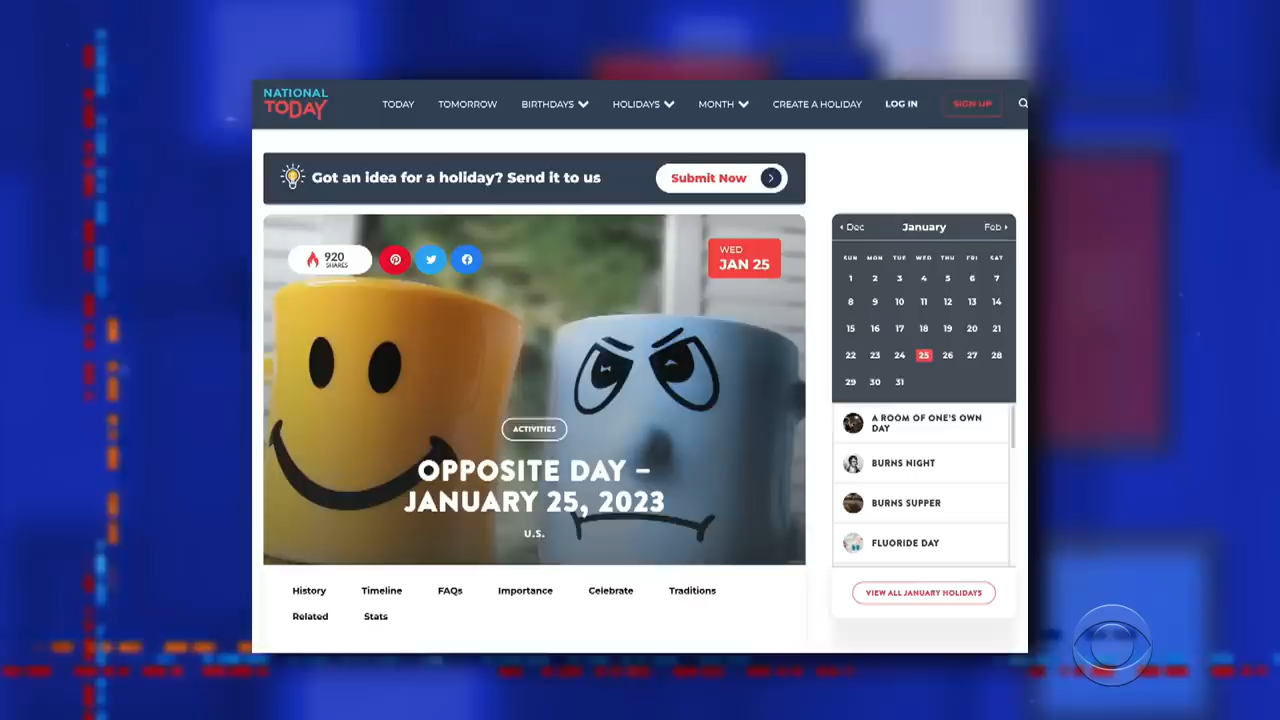 NATIONAL
TODAY
TODAY
TOMORROW
BIRTHDAYS
HOLIDAYS
MONTH
CREATE A HOLIDAY
LOG IN
SIGN UP
Got an idea for a holiday? Send it to us
Submit Now
920
SHARES
WED
JAN 25
ACTIVITIES
OPPOSITE DAY –
JANUARY 25, 2023
U.S.
History
Timeline
FAQs
Importance
Celebrate
Traditions
Related
Stats
Dec
January
Feb
SUN MON TUE WED THU FRI SAT
1 2 3 4 5 6 7
8 9 10 11 12 13 14
15 16 17 18 19 20 21
22 23 24 25 26 27 28
29 30 31
A ROOM OF ONE'S OWN
DAY
BURNS NIGHT
BURNS SUPPER
FLUORIDE DAY
VIEW ALL JANUARY HOLIDAYS